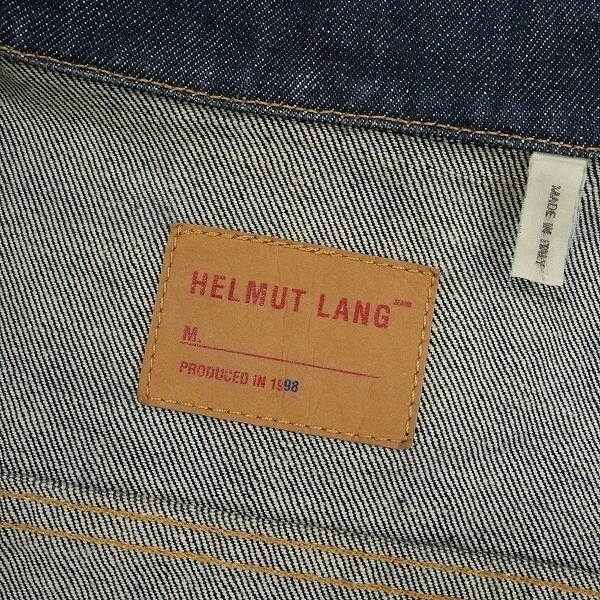 HELMUT LANG JEANS
M.
PRODUCED IN 1998
MADE IN ITALY